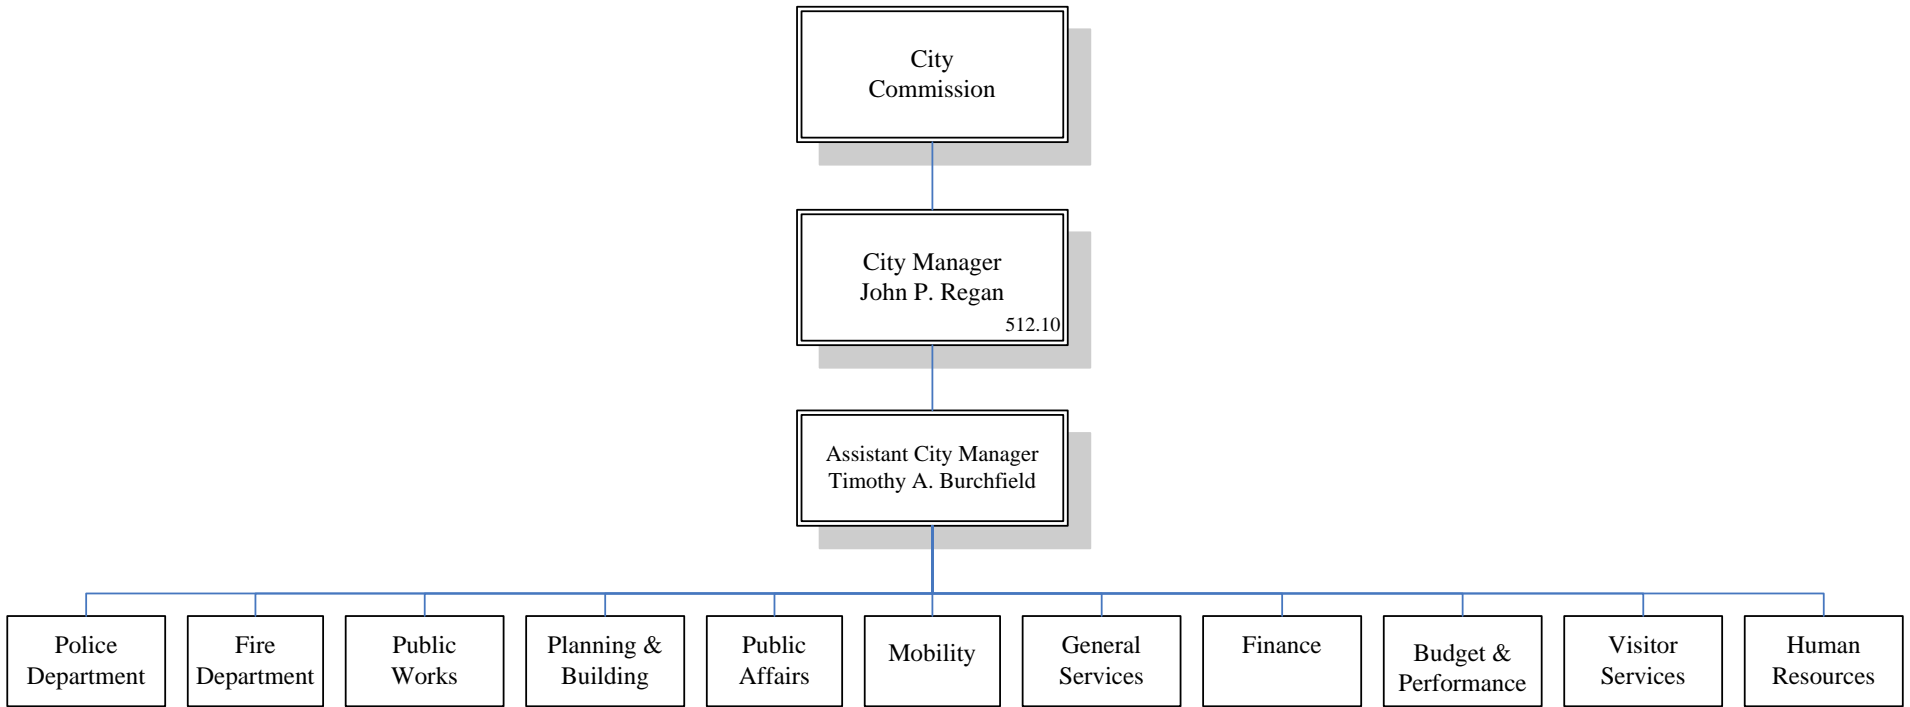 City
Commission
City Manager
John P. Regan
512.10
Assistant City Manager
Timothy A. Burchfield
Police
Department
Fire
Department
Public
Works
Planning &
Building
Public
Affairs
Mobility
General
Services
Finance
Budget &
Performance
Visitor
Services
Human
Resources